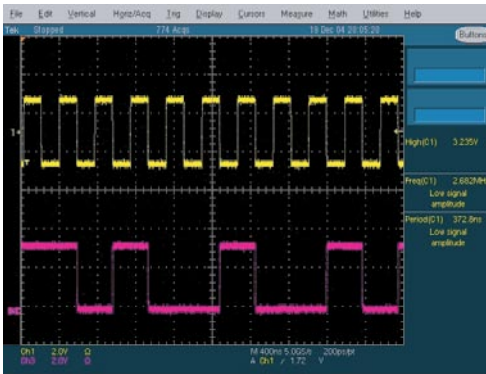 File Edit Vertical Horiz/Acq Trig Display Cursors Measure Math Utilities Help
Tek Stopped 774 Acqs 19 Dec 04 20:05:20
Buttons
1
High(C1) 3.235V
Freq(C1) 2.682MH
Low signal
amplitude
Period(C1) 372.8ns
Low signal
amplitude
Ch1 2.0V Ω
Ch3 2.0V Ω
M 400ns 5.0GS/s 200ps/pt
A Ch1 / 1.72 V